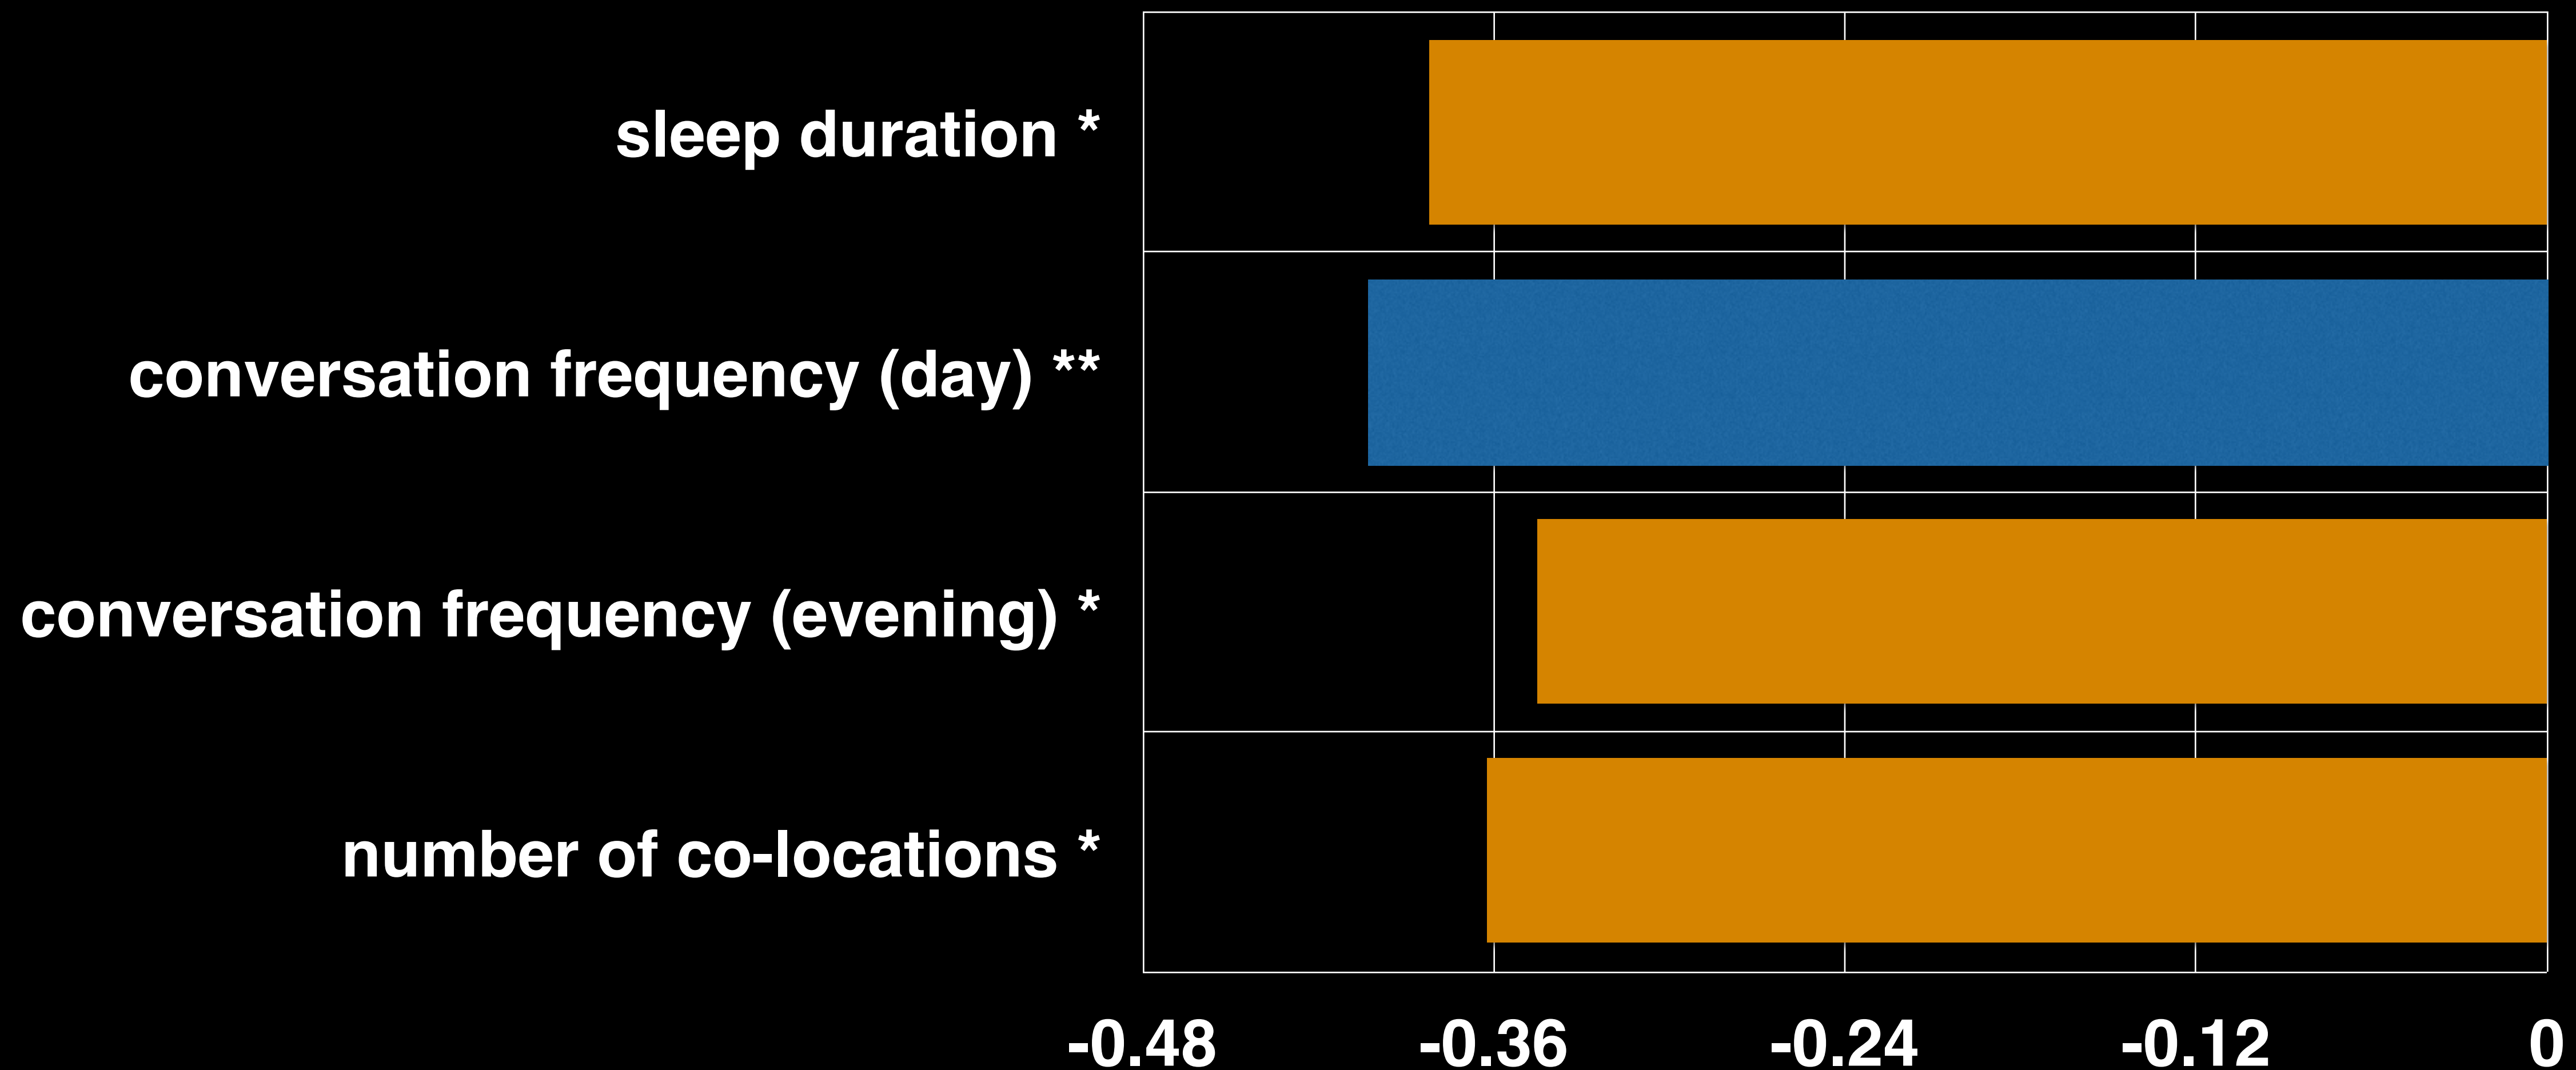 sleep duration *
conversation frequency (day) **
conversation frequency (evening) *
number of co-locations *
-0.48 -0.36 -0.24 -0.12 0